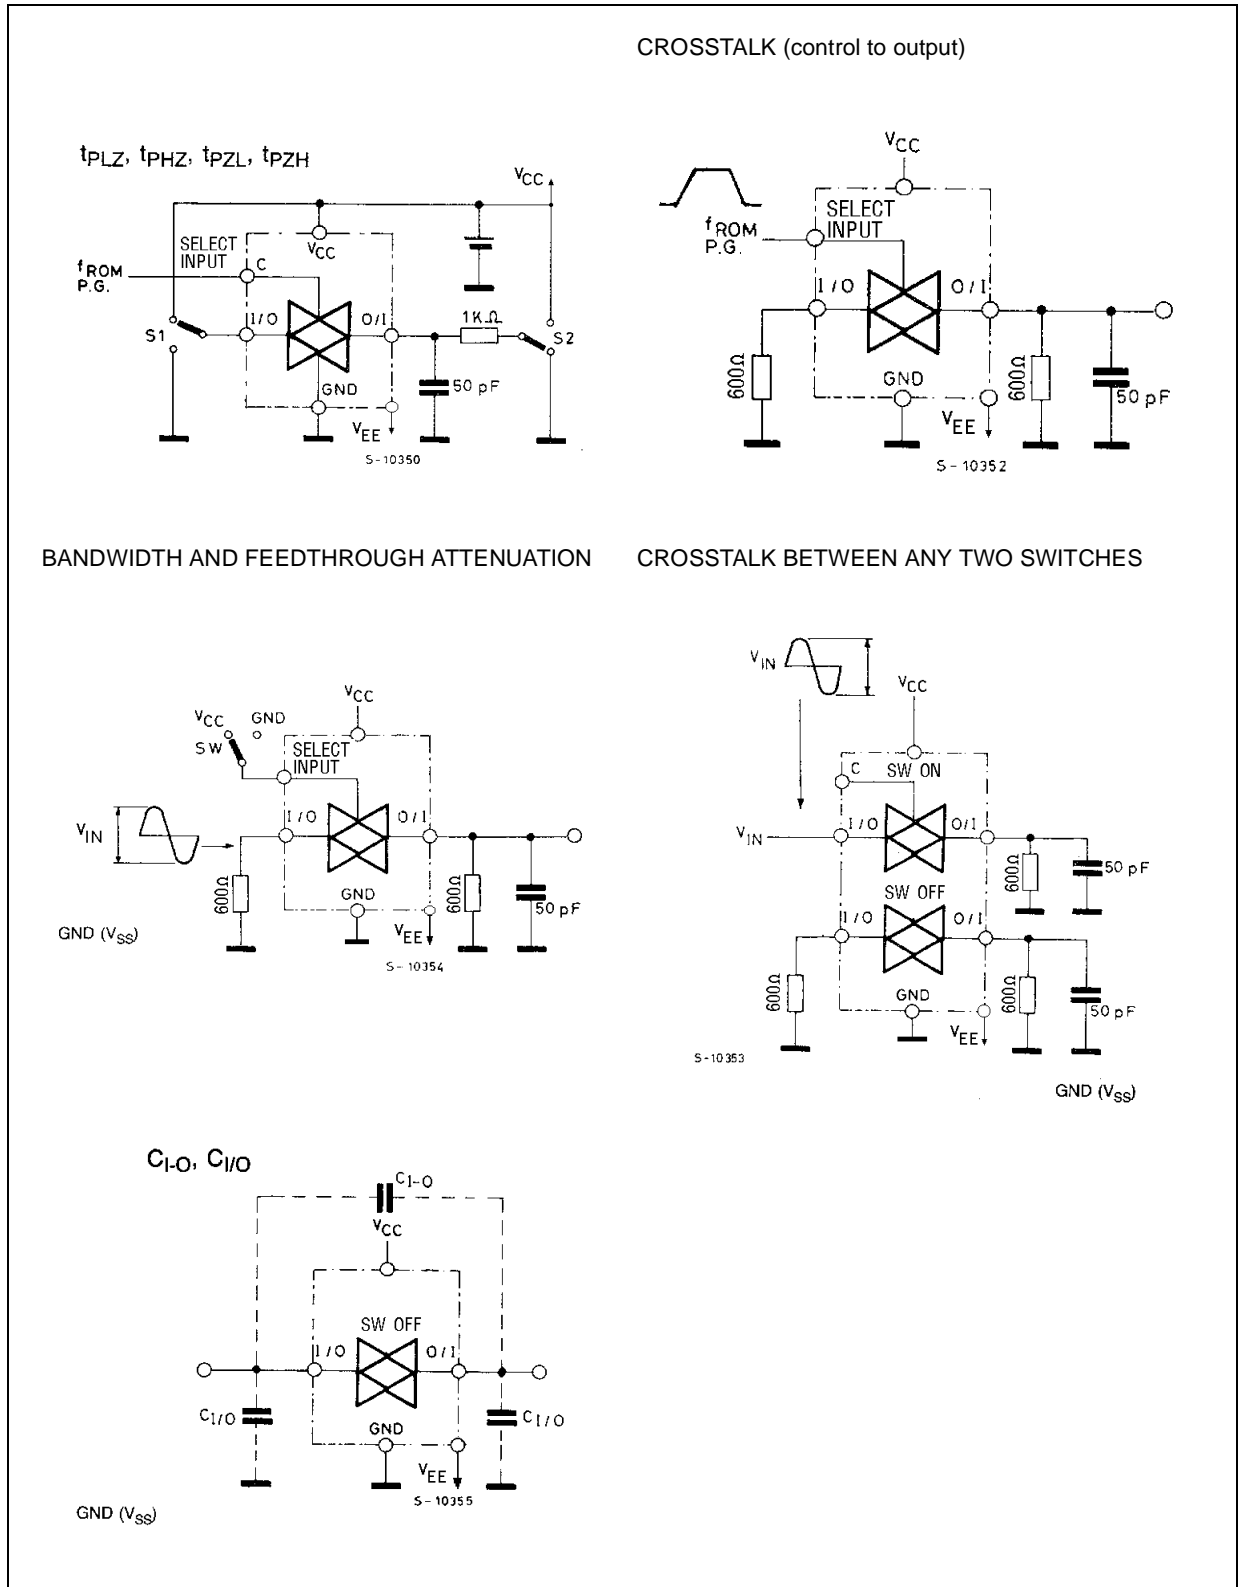 CROSSTALK (control to output)
tPLZ, tPHZ, tPZL, tPZH
VCC
SELECT
INPUT
VCC
C
fROM
P.G.
I/O
O/I
1KΩ
S1
S2
GND
50 pF
VEE
S-10350
VCC
SELECT
INPUT
fROM
P.G.
I/O
O/I
600Ω
GND
600Ω
50 pF
VEE
S-10352
BANDWIDTH AND FEEDTHROUGH ATTENUATION
CROSSTALK BETWEEN ANY TWO SWITCHES
VCC
VCC
GND
SW
SELECT
INPUT
VIN
I/O
O/I
600Ω
GND
600Ω
50 pF
VEE
GND (VSS)
S-10354
VIN
VCC
C
SW ON
VIN
I/O
O/I
600Ω
50 pF
SW OFF
I/O
O/I
600Ω
GND
600Ω
50 pF
VEE
S-10353
GND (VSS)
CI-O, CI/O
CI-O
VCC
SW OFF
I/O
O/I
CI/O
GND
CI/O
VEE
S-10355
GND (VSS)